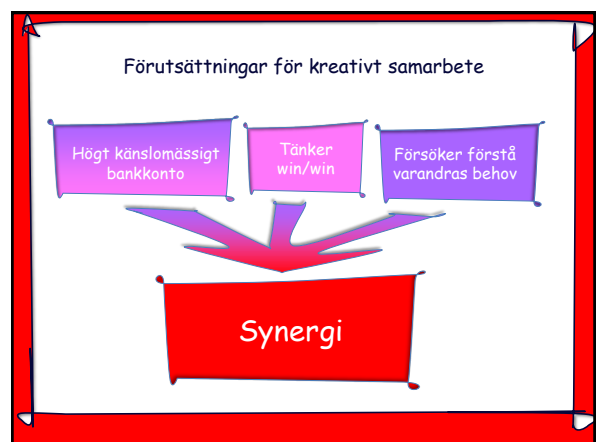 Förutsättningar för kreativt samarbete
Högt känslomässigt
bankkonto
Tänker
win/win
Försöker förstå
varandras behov
Synergi